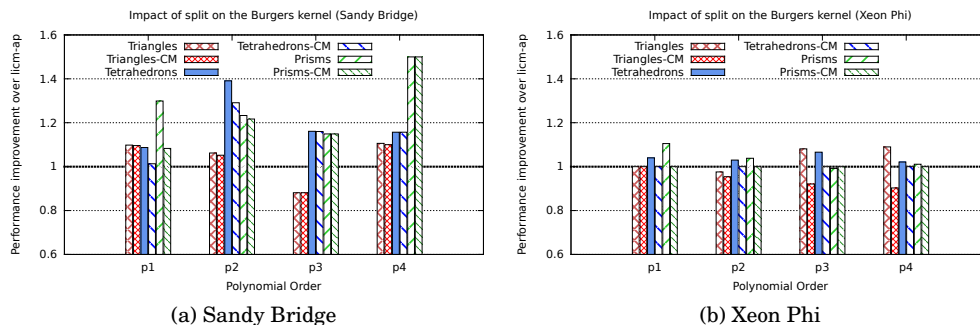 Impact of split on the Burgers kernel (Sandy Bridge)
Performance improvement over licm-ap
1.6
1.4
1.2
1
0.8
0.6
Triangles
Triangles-CM
Tetrahedrons
Tetrahedrons-CM
Prisms
Prisms-CM
p1
p2
p3
p4
Polynomial Order
(a) Sandy Bridge
Impact of split on the Burgers kernel (Xeon Phi)
Performance improvement over licm-ap
1.6
1.4
1.2
1
0.8
0.6
Triangles
Triangles-CM
Tetrahedrons
Tetrahedrons-CM
Prisms
Prisms-CM
p1
p2
p3
p4
Polynomial Order
(b) Xeon Phi